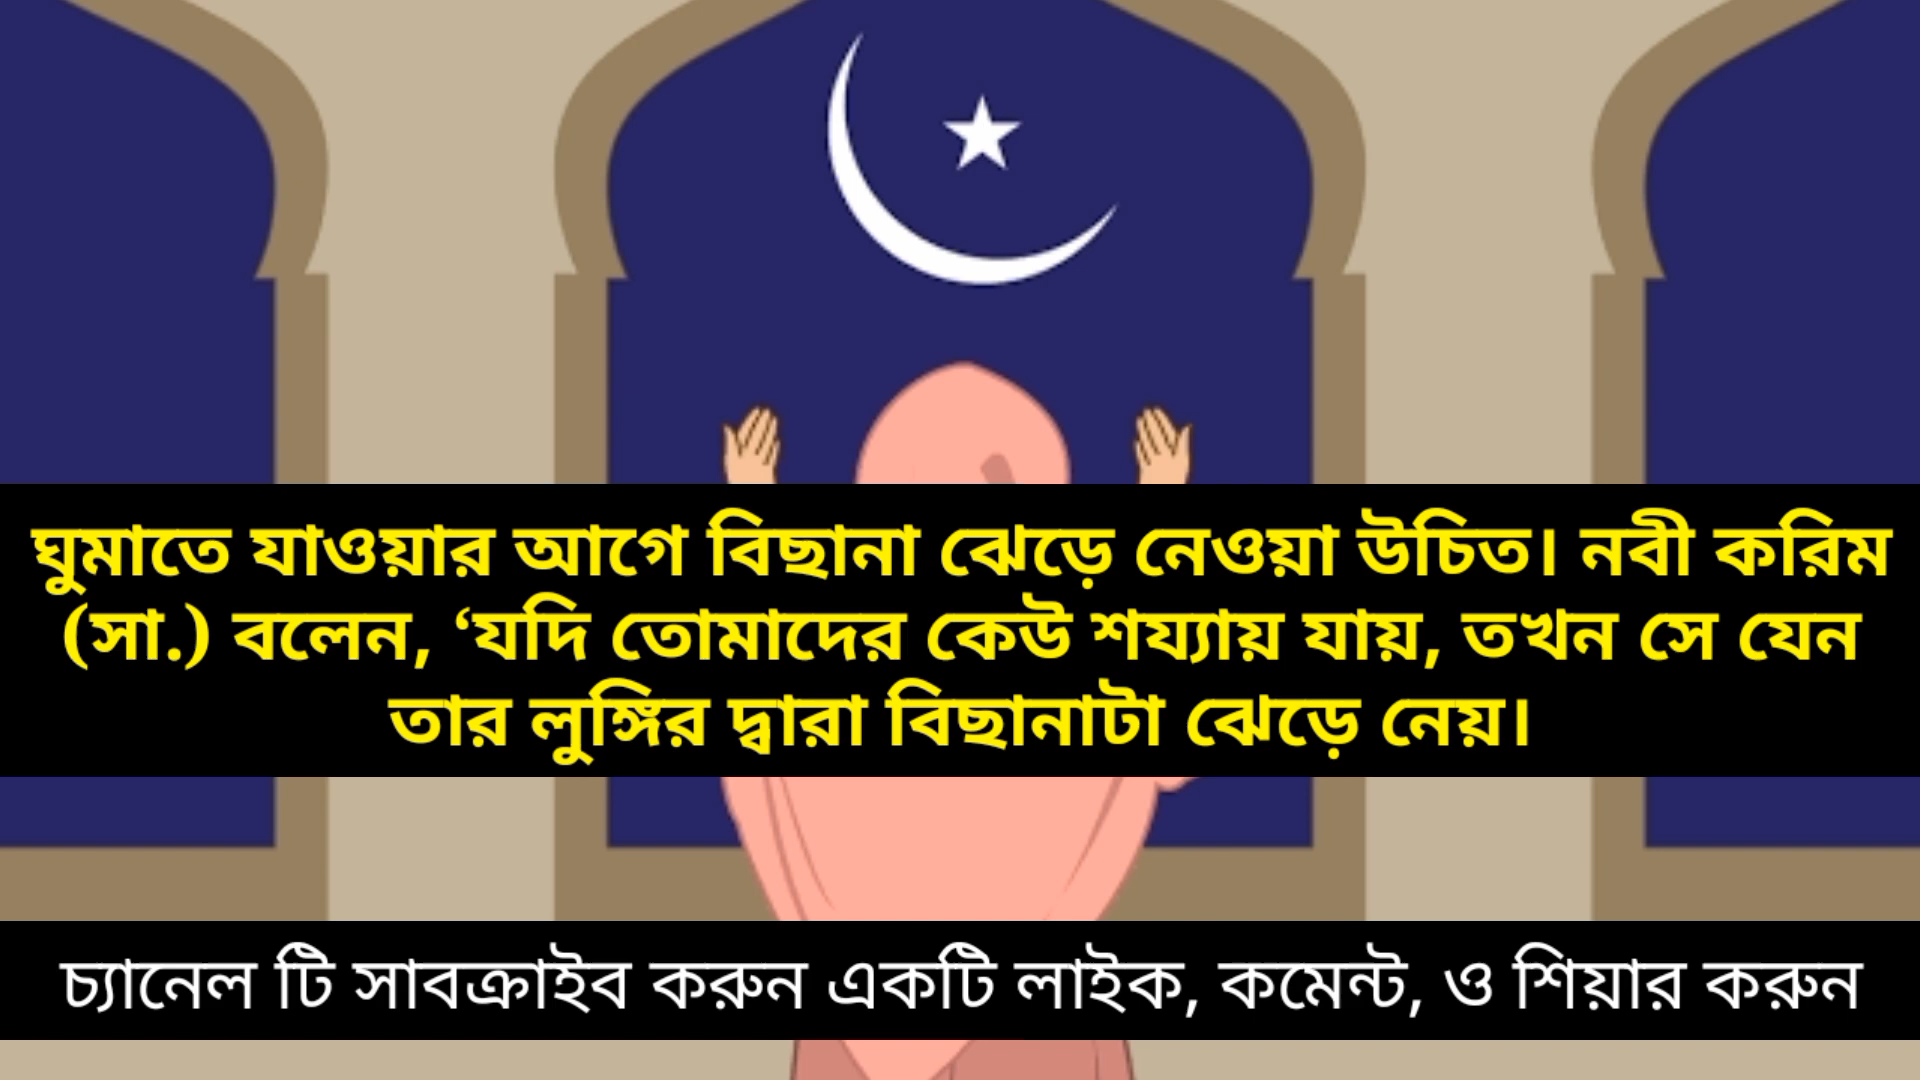 ঘুমাতে যাওয়ার আগে বিছানা ঝেড়ে নেওয়া উচিত। নবী করিম
(সা.) বলেন, ‘যদি তোমাদের কেউ শয্যায় যায়, তখন সে যেন
তার লুঙ্গির দ্বারা বিছানাটা ঝেড়ে নেয়।
চ্যানেল টি সাবক্রাইব করুন একটি লাইক, কমেন্ট, ও শিয়ার করুন